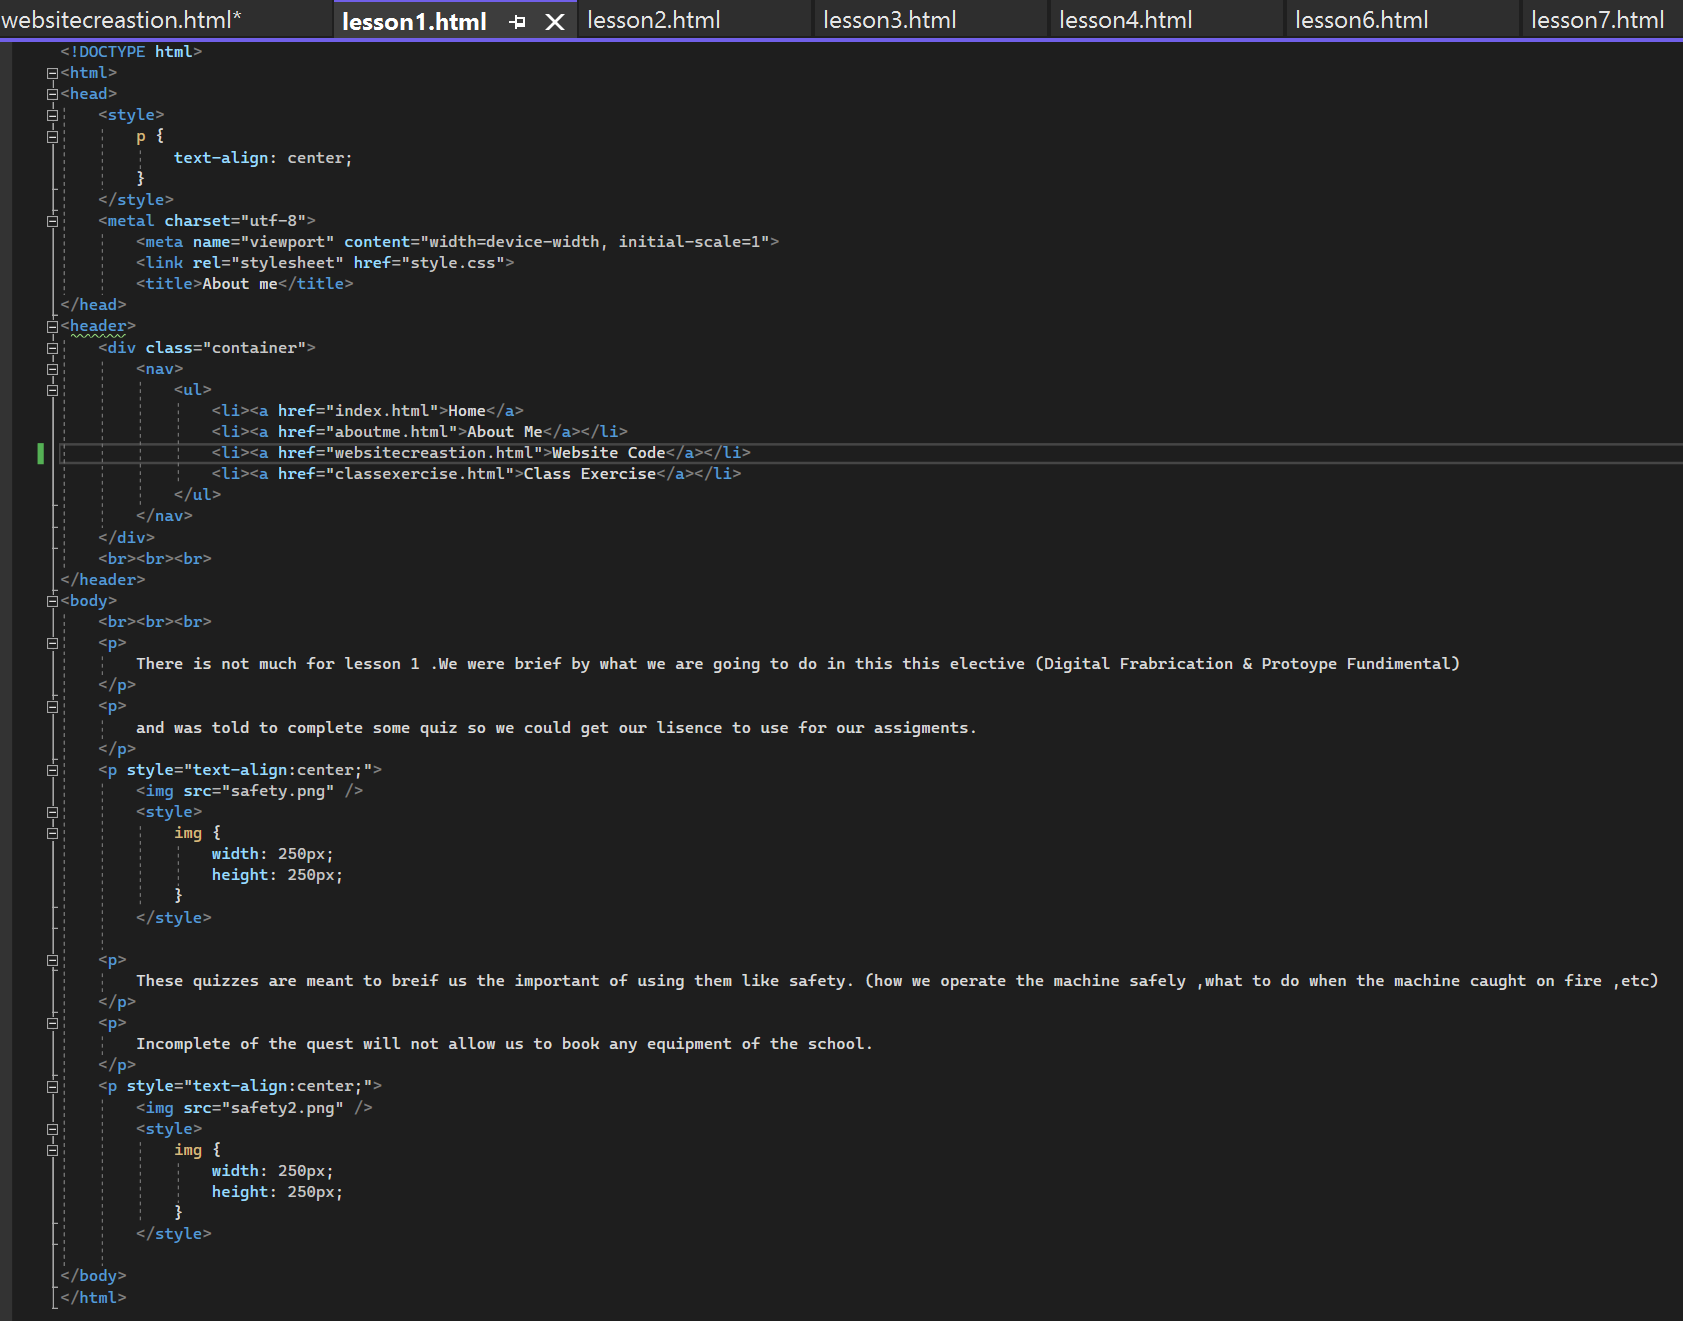 websitecreastion.html* lesson1.html lesson2.html lesson3.html lesson4.html lesson6.html lesson7.html
<!DOCTYPE html>
<html>
<head>
<style>
p {
text-align: center;
}
</style>
<metal charset="utf-8">
<meta name="viewport" content="width=device-width, initial-scale=1">
<link rel="stylesheet" href="style.css">
<title>About me</title>
</head>
<header>
<div class="container">
<nav>
<ul>
<li><a href="index.html">Home</a>
<li><a href="aboutme.html">About Me</a></li>
<li><a href="websitecreastion.html">Website Code</a></li>
<li><a href="classexercise.html">Class Exercise</a></li>
</ul>
</nav>
</div>
<br><br><br>
</header>
<body>
<br><br><br>
<p>
There is not much for lesson 1 .We were brief by what we are going to do in this this elective (Digital Frabrication & Protoype Fundimental)
</p>
<p>
and was told to complete some quiz so we could get our lisence to use for our assigments.
</p>
<p style="text-align:center;">
<img src="safety.png" />
<style>
img {
width: 250px;
height: 250px;
}
</style>
<p>
These quizzes are meant to breif us the important of using them like safety. (how we operate the machine safely ,what to do when the machine caught on fire ,etc)
</p>
<p>
Incomplete of the quest will not allow us to book any equipment of the school.
</p>
<p style="text-align:center;">
<img src="safety2.png" />
<style>
img {
width: 250px;
height: 250px;
}
</style>
</body>
</html>